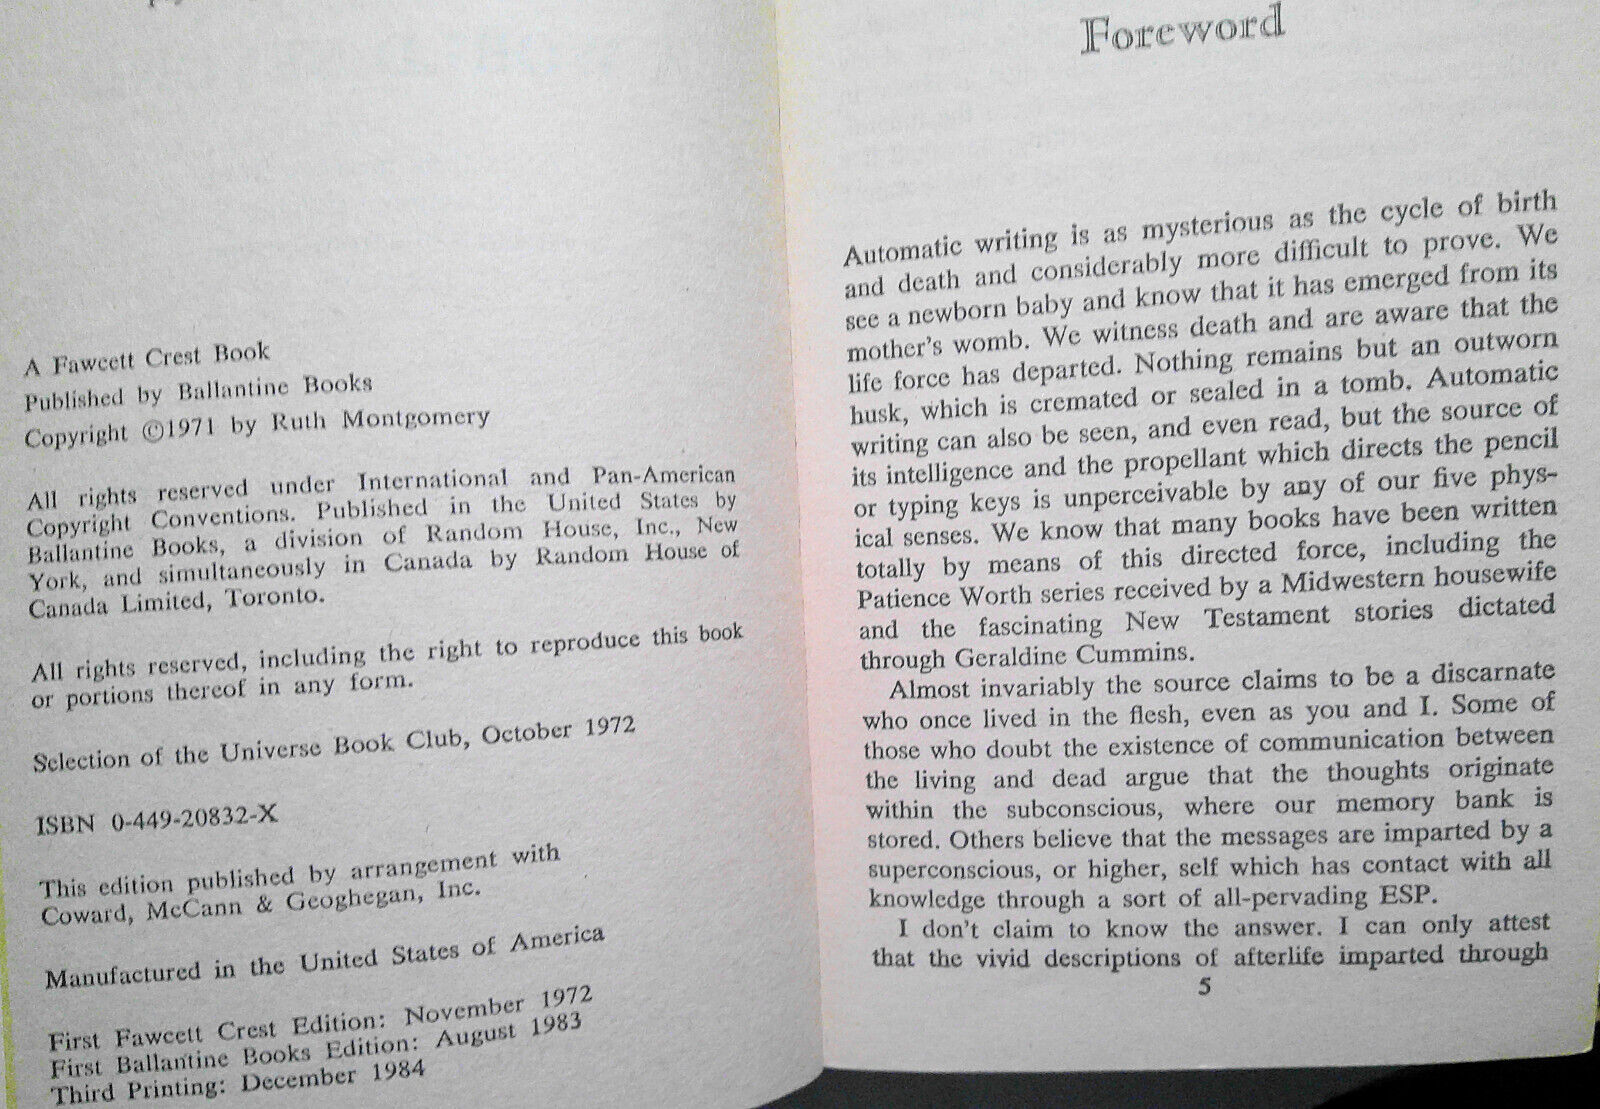 A Fawcett Crest Book
Published by Ballantine Books
Copyright ©1971 by Ruth Montgomery
All rights reserved under International and Pan-American
Copyright Conventions. Published in the United States by
Ballantine Books, a division of Random House, Inc., New
York, and simultaneously in Canada by Random House of
Canada Limited, Toronto.
All rights reserved, including the right to reproduce this book
or portions thereof in any form.
Selection of the Universe Book Club, October 1972
ISBN 0-449-20832-X
This edition published by arrangement with
Coward, McCann & Geoghegan, Inc.
Manufactured in the United States of America
First Fawcett Crest Edition: November 1972
First Ballantine Books Edition: August 1983
Third Printing: December 1984
Foreword
Automatic writing is as mysterious as the cycle of birth
and death and considerably more difficult to prove. We
see a newborn baby and know that it has emerged from its
mother's womb. We witness death and are aware that the
life force has departed. Nothing remains but an outworn
husk, which is cremated or sealed in a tomb. Automatic
writing can also be seen, and even read, but the source of
its intelligence and the propellant which directs the pencil
or typing keys is unperceivable by any of our five phys-
ical senses. We know that many books have been written
totally by means of this directed force, including the
Patience Worth series received by a Midwestern housewife
and the fascinating New Testament stories dictated
through Geraldine Cummins.
Almost invariably the source claims to be a discarnate
who once lived in the flesh, even as you and I. Some of
those who doubt the existence of communication between
the living and dead argue that the thoughts originate
within the subconscious, where our memory bank is
stored. Others believe that the messages are imparted by a
superconscious, or higher, self which has contact with all
knowledge through a sort of all-pervading ESP.
I don't claim to know the answer. I can only attest
that the vivid descriptions of afterlife imparted through
5